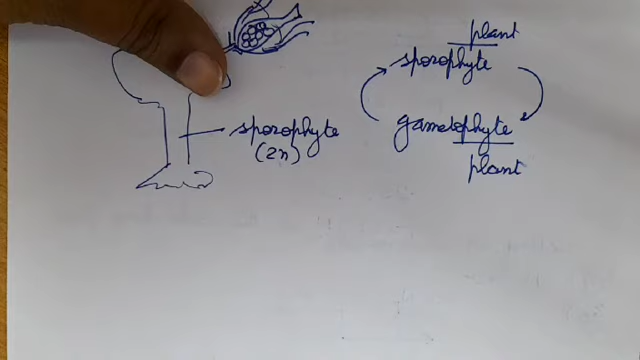 plant
sporophyte
gametophyte
plant
sporophyte
(2n)